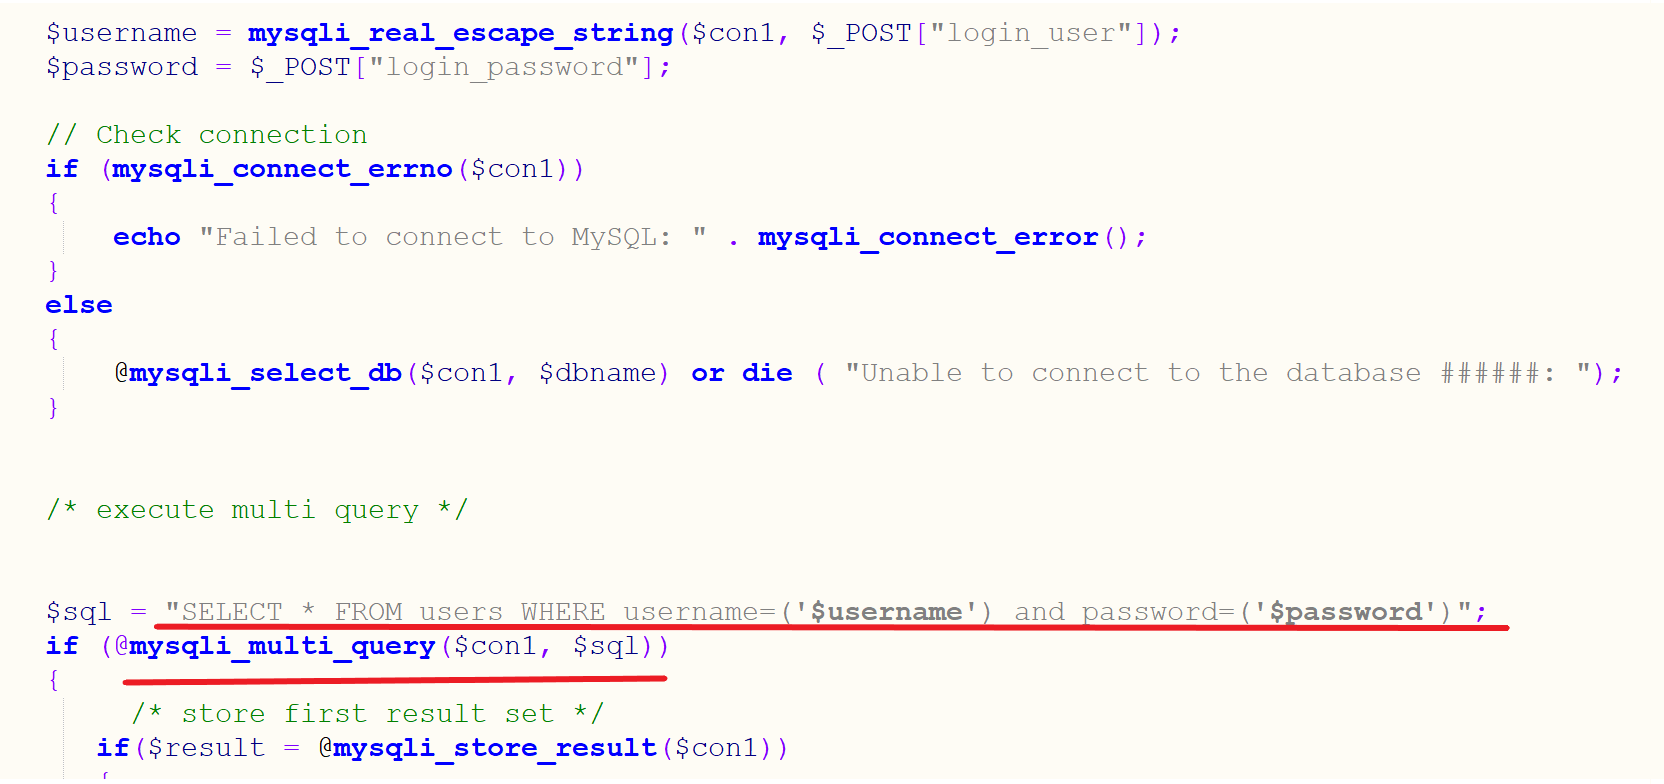 $username = mysqli_real_escape_string($con1, $_POST["login_user"]);
$password = $_POST["login_password"];
// Check connection
if (mysqli_connect_errno($con1))
{
echo "Failed to connect to MySQL: " . mysqli_connect_error();
}
else
{
@mysqli_select_db($con1, $dbname) or die ( "Unable to connect to the database ######: ");
}
/* execute multi query */
$sql = "SELECT * FROM users WHERE username=('$username') and password=('$password')";
if (@mysqli_multi_query($con1, $sql))
{
/* store first result set */
if($result = @mysqli_store_result($con1))
{